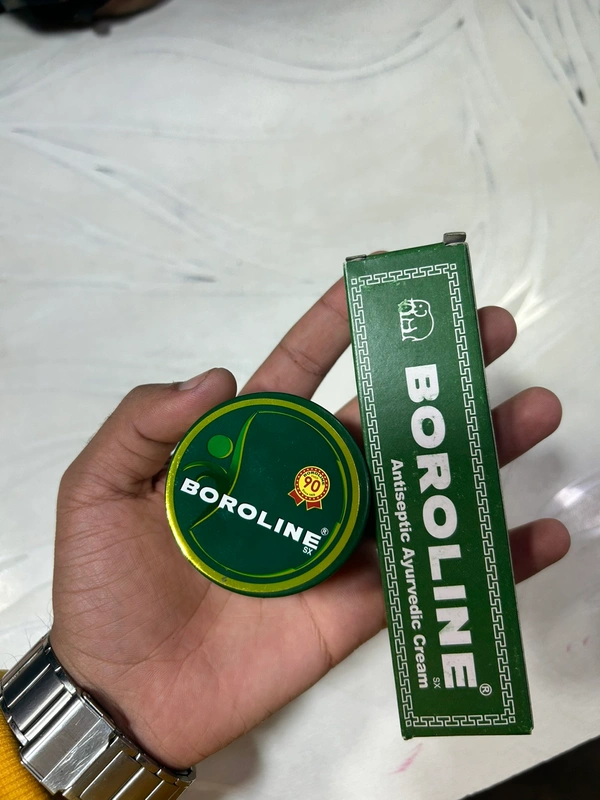 BOROLINE®
SX
90
BOROLINE®
SX
Antiseptic Ayurvedic Cream